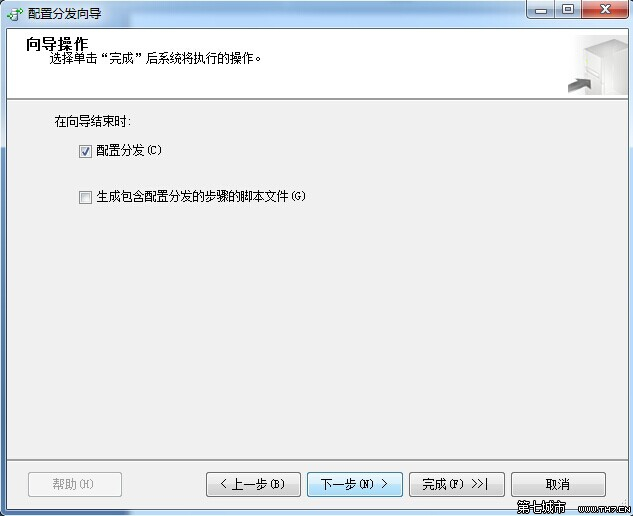 配置分发向导
向导操作
选择单击“完成”后系统将执行的操作。
在向导结束时:
配置分发(C)
生成包含配置分发的步骤的脚本文件(G)
帮助(H)
< 上一步(B)
下一步(N) >
完成(F) >>|
取消
第七城市 WWW.TH7.CN